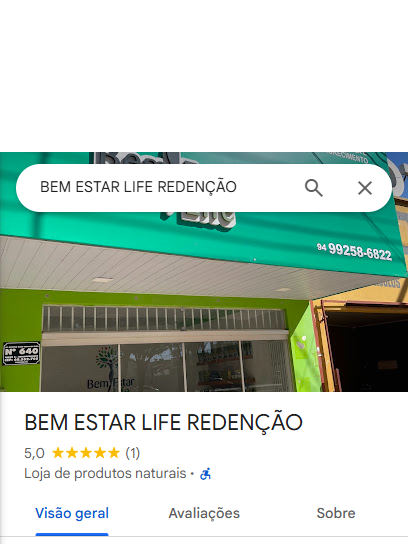 BEM ESTAR LIFE REDENÇÃO
Life
94 99258-6822
Nº 640
Bem Estar
BEM ESTAR LIFE REDENÇÃO
5,0 ★★★★★ (1)
Loja de produtos naturais ·
Visão geral
Avaliações
Sobre